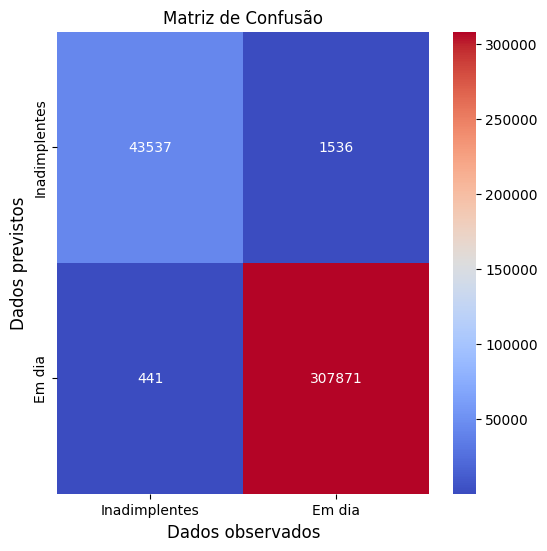 Matriz de Confusão
Dados previstos
Inadimplentes
Em dia
43537
1536
441
307871
Inadimplentes
Em dia
Dados observados
300000
250000
200000
150000
100000
50000